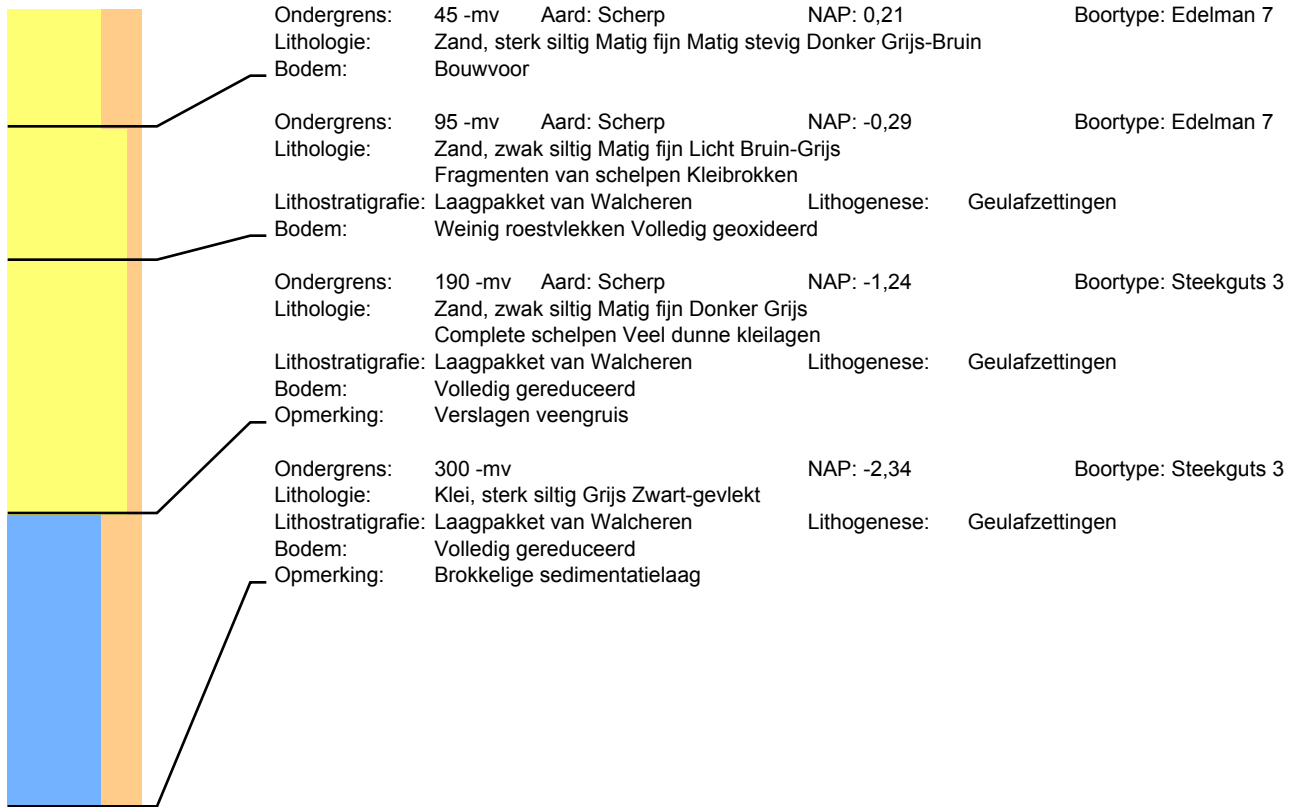 Ondergrens: 45 -mv Aard: Scherp NAP: 0,21 Boortype: Edelman 7
Lithologie: Zand, sterk siltig Matig fijn Matig stevig Donker Grijs-Bruin
Bodem: Bouwvoor
Ondergrens: 95 -mv Aard: Scherp NAP: -0,29 Boortype: Edelman 7
Lithologie: Zand, zwak siltig Matig fijn Licht Bruin-Grijs
Fragmenten van schelpen Kleibrokken
Lithostratigrafie: Laagpakket van Walcheren Lithogenese: Geulafzettingen
Bodem: Weinig roestvlekken Volledig geoxideerd
Ondergrens: 190 -mv Aard: Scherp NAP: -1,24 Boortype: Steekguts 3
Lithologie: Zand, zwak siltig Matig fijn Donker Grijs
Complete schelpen Veel dunne kleilagen
Lithostratigrafie: Laagpakket van Walcheren Lithogenese: Geulafzettingen
Bodem: Volledig gereduceerd
Opmerking: Verslagen veengruis
Ondergrens: 300 -mv NAP: -2,34 Boortype: Steekguts 3
Lithologie: Klei, sterk siltig Grijs Zwart-gevlekt
Lithostratigrafie: Laagpakket van Walcheren Lithogenese: Geulafzettingen
Bodem: Volledig gereduceerd
Opmerking: Brokkelige sedimentatielaag